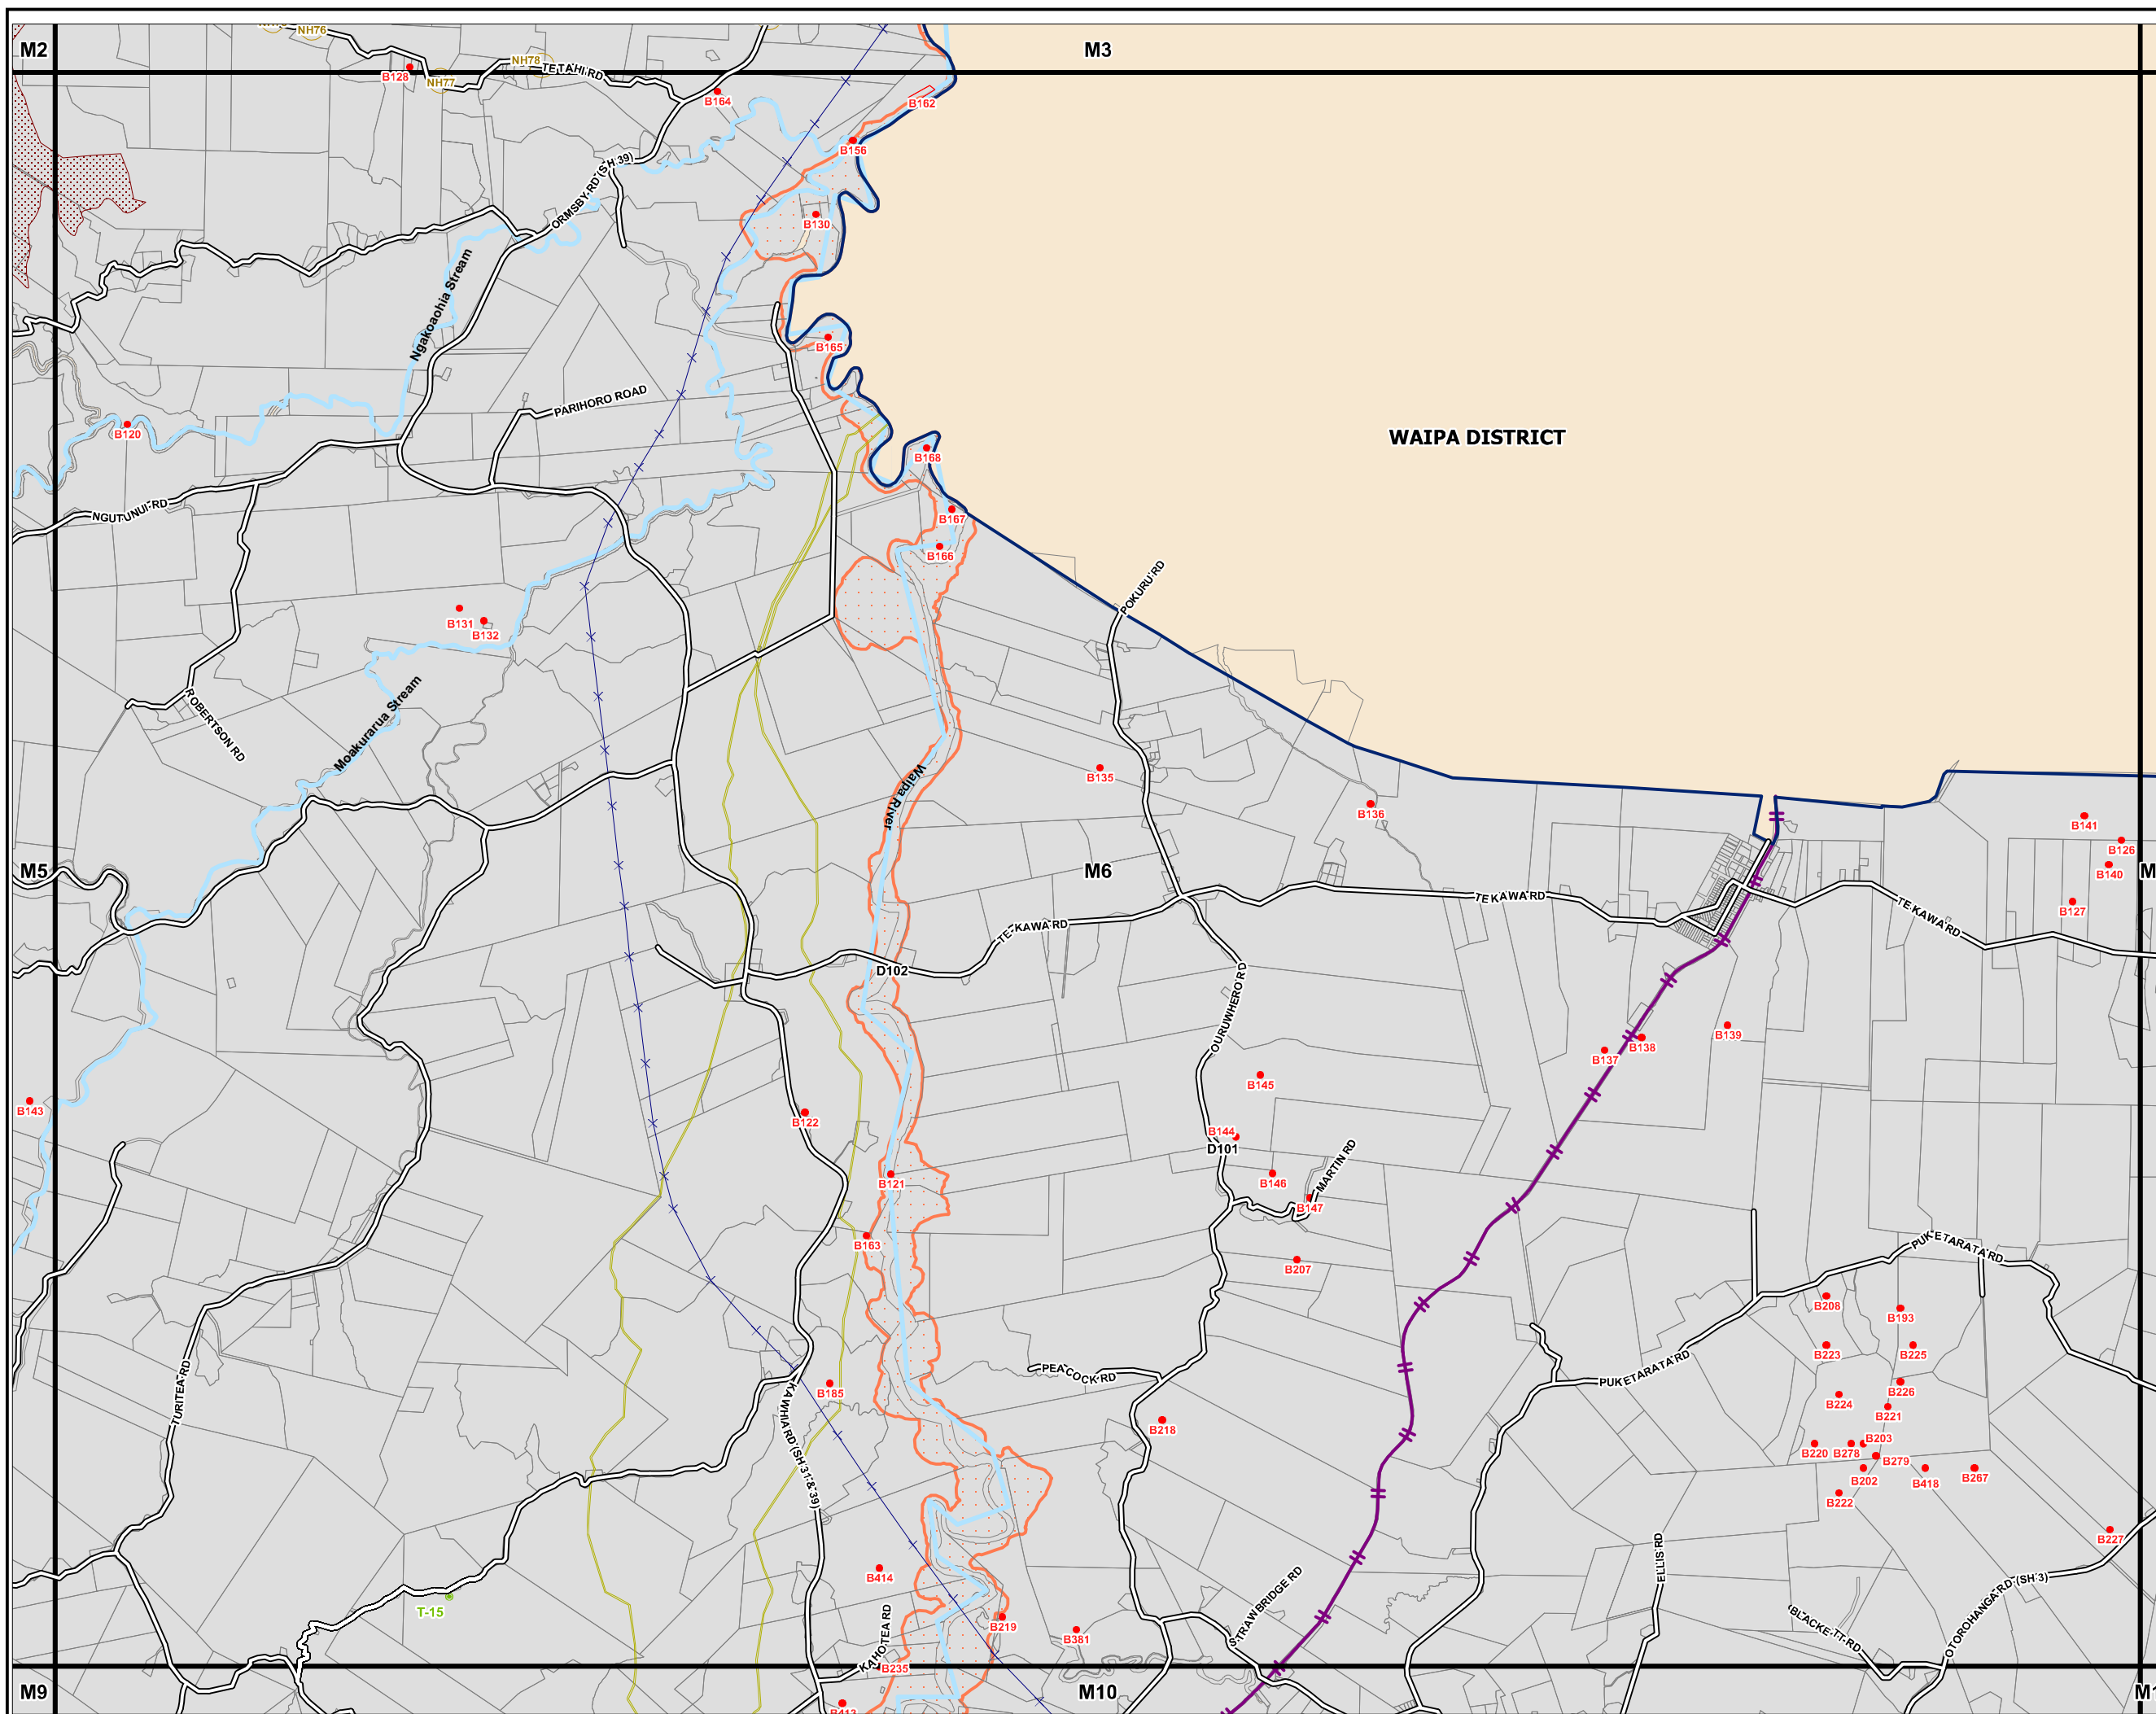 NH76
M2
M3
NH78
TE TAHI RD
B128
NH77
B164
B162
B156
ORMSBY RD (SH 39)
B130
Ngakoaohia Stream
B165
PARIHORO ROAD
B120
WAIPA DISTRICT
B168
NGUTUNUI RD
B167
B166
POKURU RD
B131
B132
ROBERTSON RD
Moakurarua Stream
B135
Waipa River
B136
B141
B126
M5
M6
M
B140
TE KAWA RD
B127
TE KAWA RD
TE KAWA RD
D102
OURUWHERO RD
B139
B138
B137
B145
B143
B122
B144
D101
MARTIN RD
B146
B121
B147
B163
PUKETARATA RD
B207
B208
B193
B223
B225
PEACOCK RD
PUKETARATA RD
TURITEA RD
KAWHIA RD (SH 31 & 39)
B185
B226
B224
B221
B218
B203
B220
B278
B279
B202
B418
B267
B222
B227
ELLIS RD
B414
STRAWBRIDGE RD
OTOROHANGA RD (SH 3)
T-15
KAHOTEA RD
B219
B381
BLACKETT RD
B235
M9
M10
M1
B413